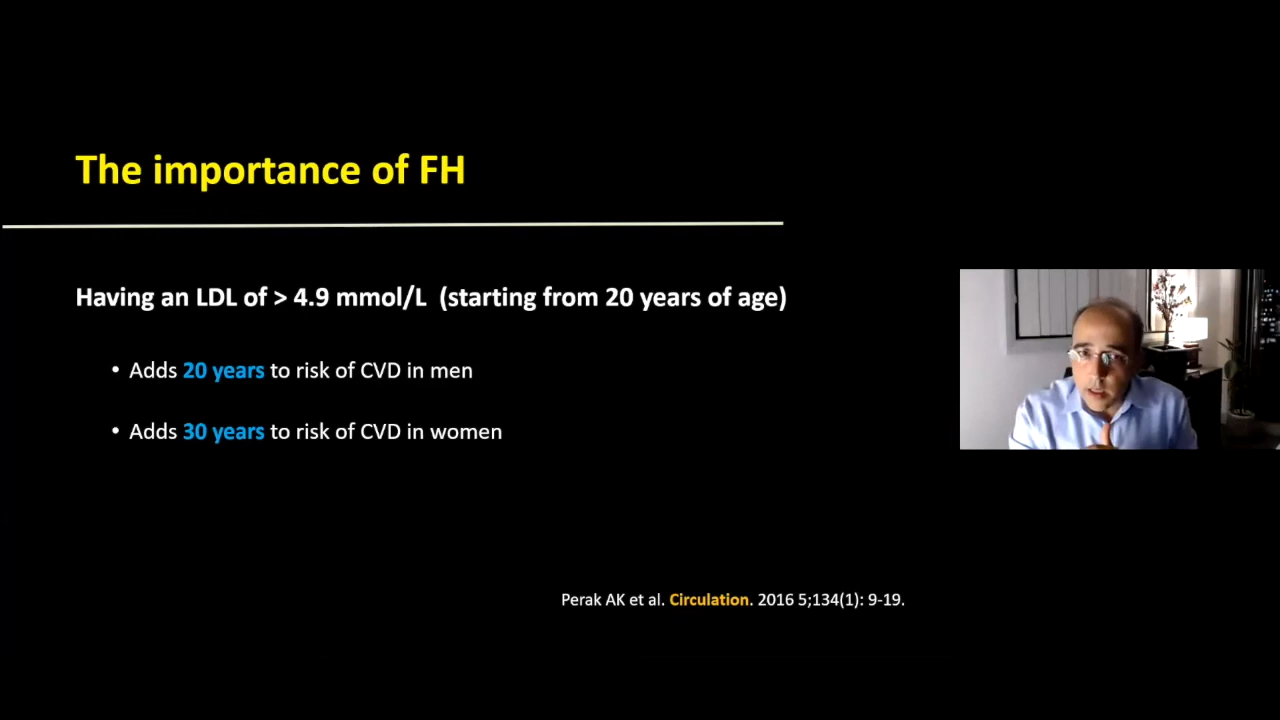 The importance of FH
Having an LDL of > 4.9 mmol/L (starting from 20 years of age)
• Adds 20 years to risk of CVD in men
• Adds 30 years to risk of CVD in women
Perak AK et al. Circulation. 2016 5;134(1): 9-19.